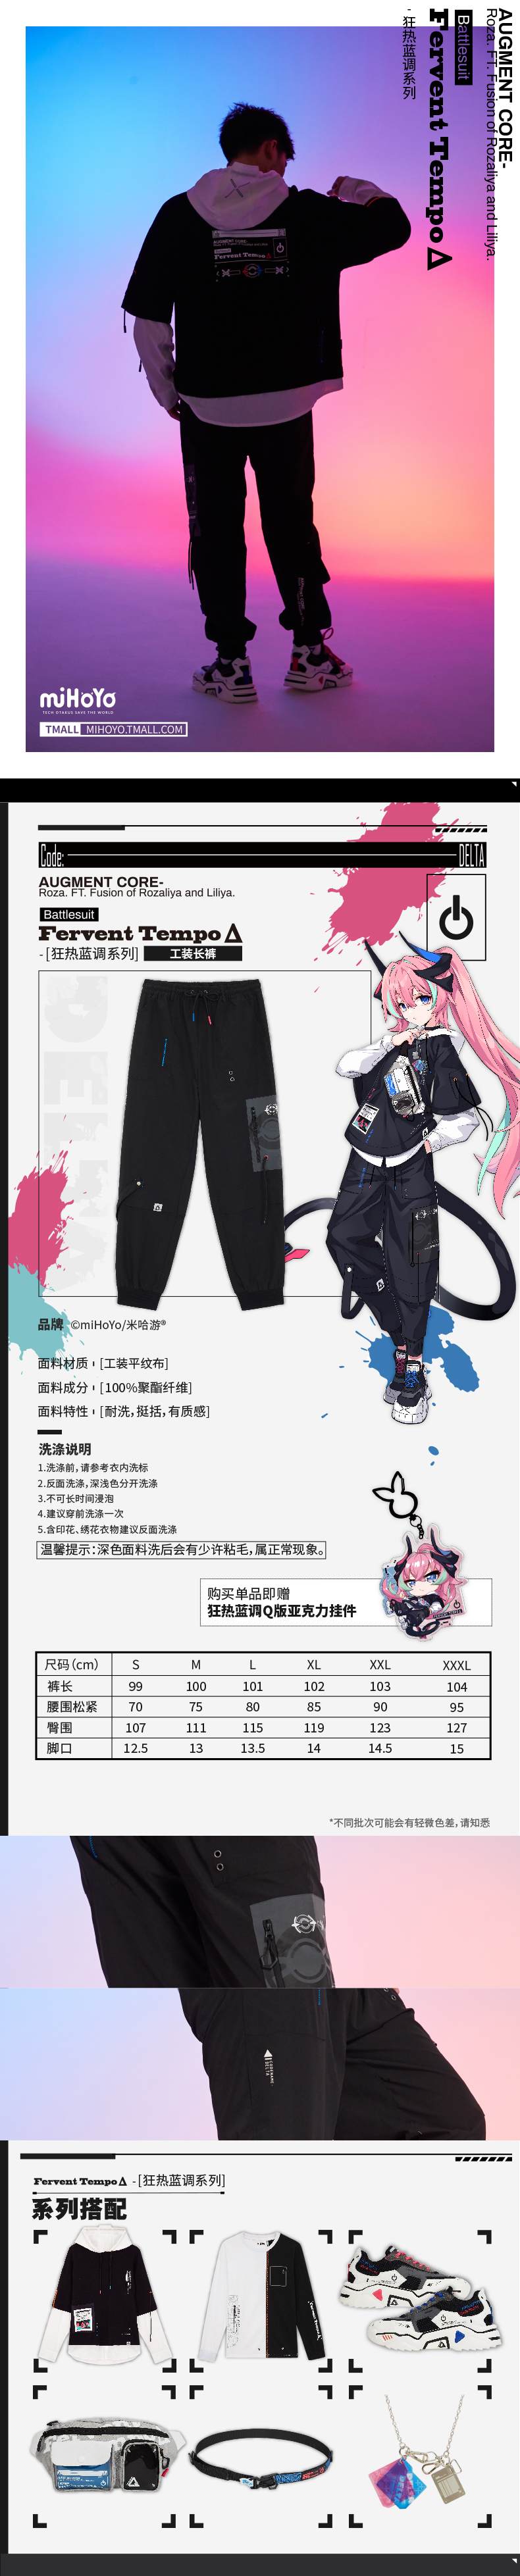 AUGMENT CORE-
Roza. FT. Fusion of Rozaliya and Liliya.
Battlesuit
Fervent Tempo Δ
- 狂热蓝调系列
miHoYo
TECH OTAKUS SAVE THE WORLD
TMALL MIHOYO.TMALL.COM
Code: DELTA
AUGMENT CORE-
Roza. FT. Fusion of Rozaliya and Liliya.
Battlesuit
Fervent Tempo Δ
- [狂热蓝调系列] 工装长裤
DELTA
品牌 ©miHoYo/米哈游®
面料材质 · [工装平纹布]
面料成分 · [100%聚酯纤维]
面料特性 · [耐洗,挺括,有质感]
洗涤说明
1.洗涤前,请参考衣内洗标
2.反面洗涤,深浅色分开洗涤
3.不可长时间浸泡
4.建议穿前洗涤一次
5.含印花、绣花衣物建议反面洗涤
温馨提示:深色面料洗后会有少许粘毛,属正常现象。
购买单品即赠
狂热蓝调Q版亚克力挂件
尺码(cm) S M L XL XXL XXXL
裤长 99 100 101 102 103 104
腰围松紧 70 75 80 85 90 95
臀围 107 111 115 119 123 127
脚口 12.5 13 13.5 14 14.5 15
*不同批次可能会有轻微色差,请知悉
Fervent Tempo Δ - [狂热蓝调系列]
系列搭配